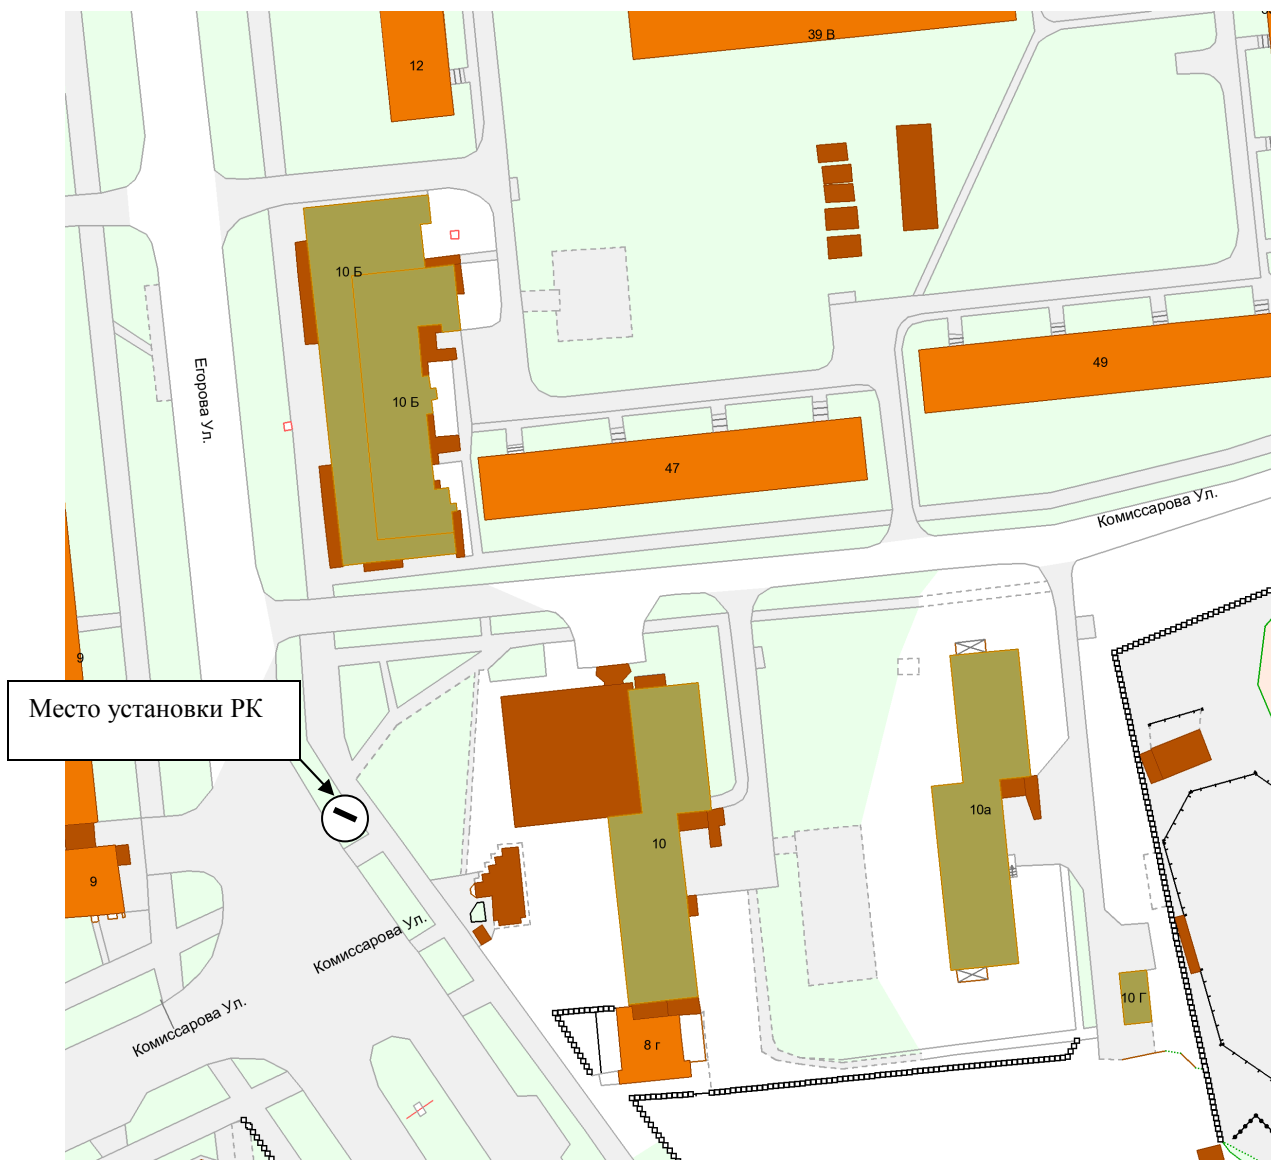 39 В
12
10 Б
Егорова Ул.
49
10 Б
47
Комиссарова Ул.
9
Место установки РК
10а
10
9
Комиссарова Ул.
10 Г
Комиссарова Ул.
8 г